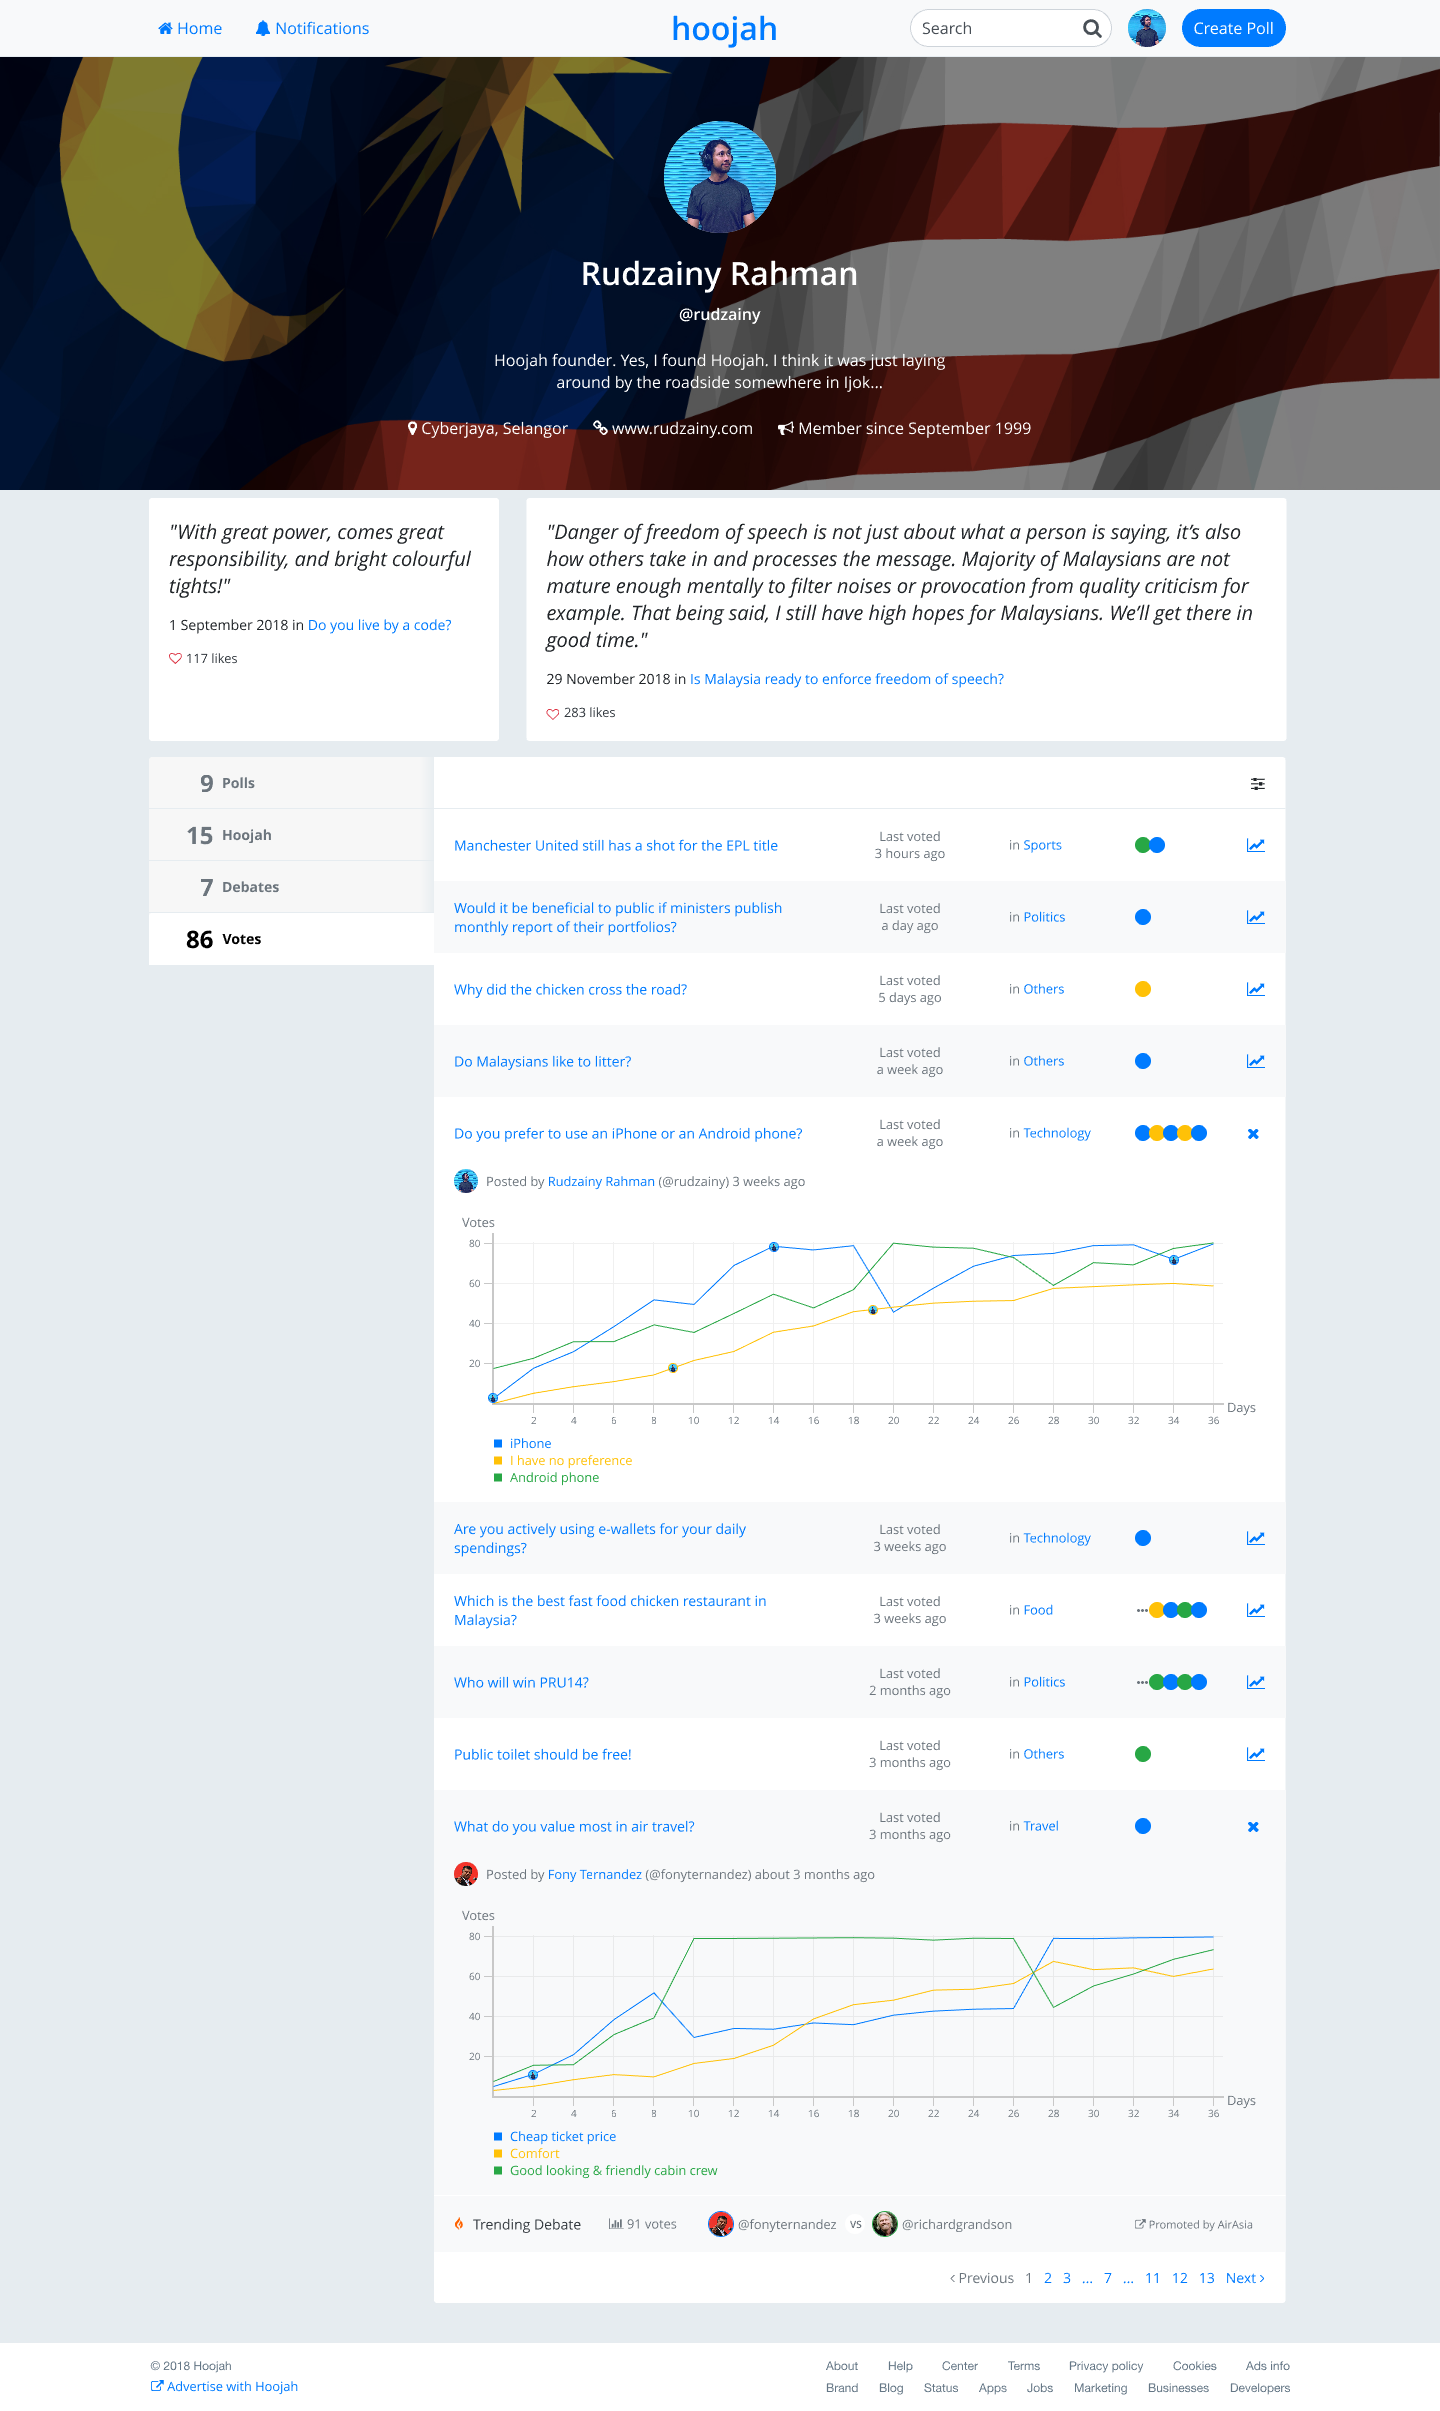 Home
Notifications
hoojah
Search
Create Poll
Rudzainy Rahman
@rudzainy
Hoojah founder. Yes, I found Hoojah. I think it was just laying
around by the roadside somewhere in Ijok...
Cyberjaya, Selangor www.rudzainy.com Member since September 1999
"With great power, comes great
responsibility, and bright colourful
tights!"
1 September 2018 in Do you live by a code?
117 likes
"Danger of freedom of speech is not just about what a person is saying, it’s also
how others take in and processes the message. Majority of Malaysians are not
mature enough mentally to filter noises or provocation from quality criticism for
example. That being said, I still have high hopes for Malaysians. We’ll get there in
good time."
29 November 2018 in Is Malaysia ready to enforce freedom of speech?
283 likes
9 Polls
15 Hoojah
7 Debates
86 Votes
Manchester United still has a shot for the EPL title
Last voted
3 hours ago
in Sports
Would it be beneficial to public if ministers publish
monthly report of their portfolios?
Last voted
a day ago
in Politics
Why did the chicken cross the road?
Last voted
5 days ago
in Others
Do Malaysians like to litter?
Last voted
a week ago
in Others
Do you prefer to use an iPhone or an Android phone?
Last voted
a week ago
in Technology
Posted by Rudzainy Rahman (@rudzainy) 3 weeks ago
Votes
80
60
40
20
2 4 6 8 10 12 14 16 18 20 22 24 26 28 30 32 34 36 Days
iPhone
I have no preference
Android phone
Are you actively using e-wallets for your daily
spendings?
Last voted
3 weeks ago
in Technology
Which is the best fast food chicken restaurant in
Malaysia?
Last voted
3 weeks ago
in Food
Who will win PRU14?
Last voted
2 months ago
in Politics
Public toilet should be free!
Last voted
3 months ago
in Others
What do you value most in air travel?
Last voted
3 months ago
in Travel
Posted by Fony Ternandez (@fonyternandez) about 3 months ago
Votes
80
60
40
20
2 4 6 8 10 12 14 16 18 20 22 24 26 28 30 32 34 36 Days
Cheap ticket price
Comfort
Good looking & friendly cabin crew
Trending Debate 91 votes @fonyternandez vs @richardgrandson Promoted by AirAsia
‹ Previous 1 2 3 ... 7 ... 11 12 13 Next ›
© 2018 Hoojah
Advertise with Hoojah
About Help Center Terms Privacy policy Cookies Ads info
Brand Blog Status Apps Jobs Marketing Businesses Developers